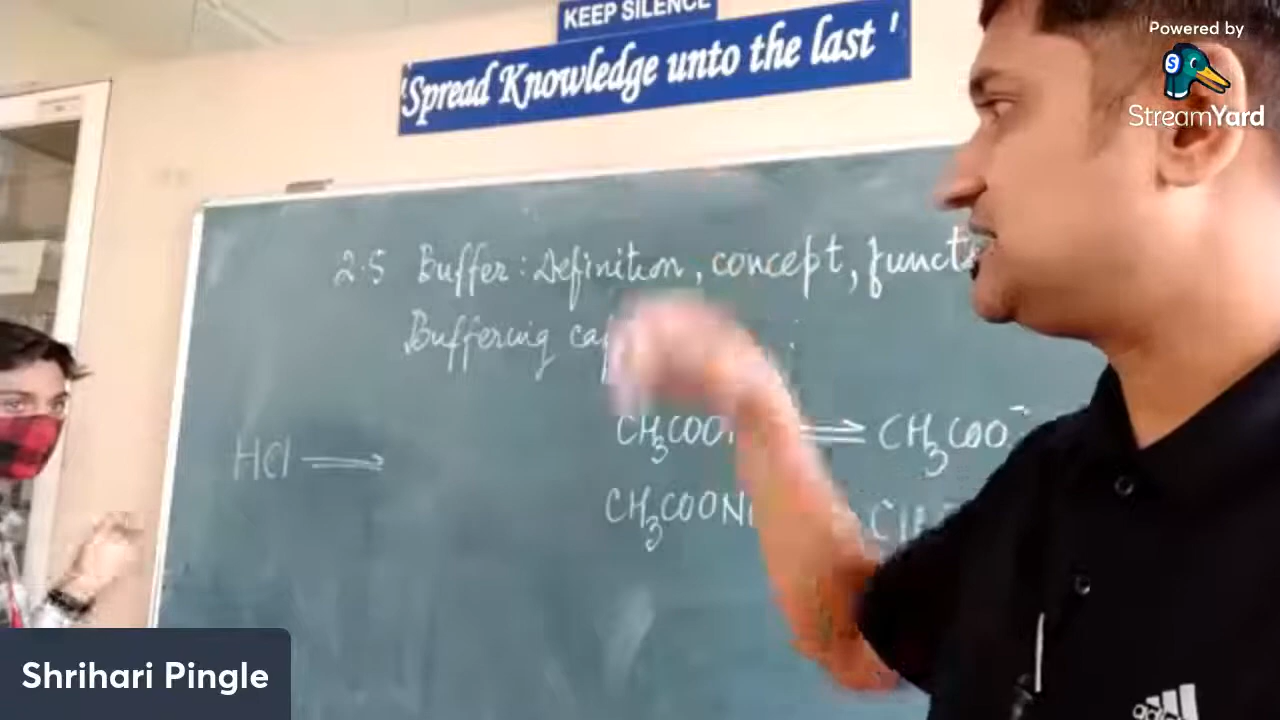 KEEP SILENCE
'Spread Knowledge unto the last '
Powered by
StreamYard
2.5 Buffer : Definition, concept, funct
Buffering cap
HCl →
CH3COO ⇌ CH3COO-
CH3COON
Shrihari Pingle
adidas